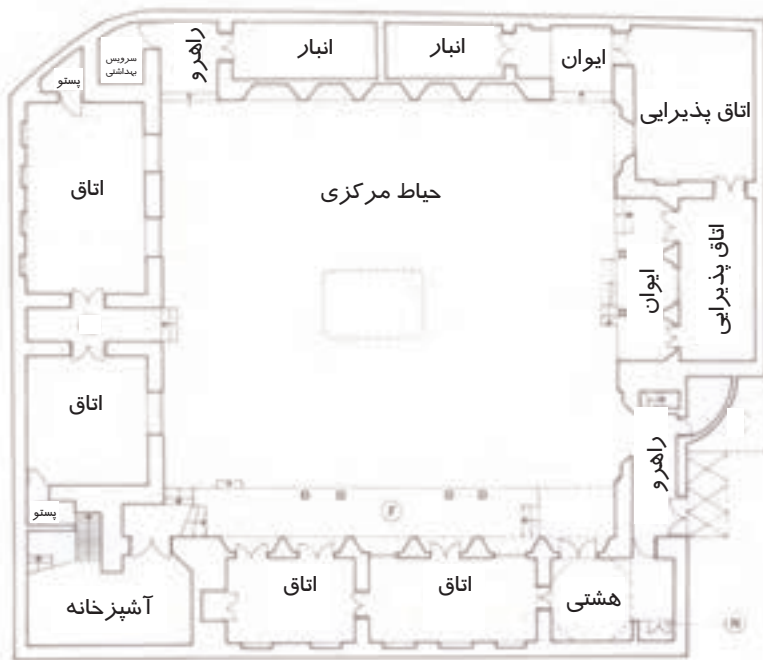 راهرو
انبار
انبار
ایوان
سرویس
بهداشتی
پستو
اتاق پذیرایی
اتاق
حیاط مرکزی
اتاق پذیرایی
ایوان
اتاق
راهرو
پستو
F
آشپزخانه
اتاق
اتاق
هشتی
N